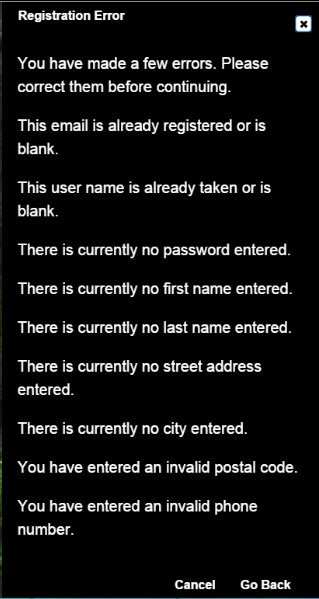 Registration Error
You have made a few errors. Please
correct them before continuing.
This email is already registered or is
blank.
This user name is already taken or is
blank.
There is currently no password entered.
There is currently no first name entered.
There is currently no last name entered.
There is currently no street address
entered.
There is currently no city entered.
You have entered an invalid postal code.
You have entered an invalid phone
number.
Cancel Go Back